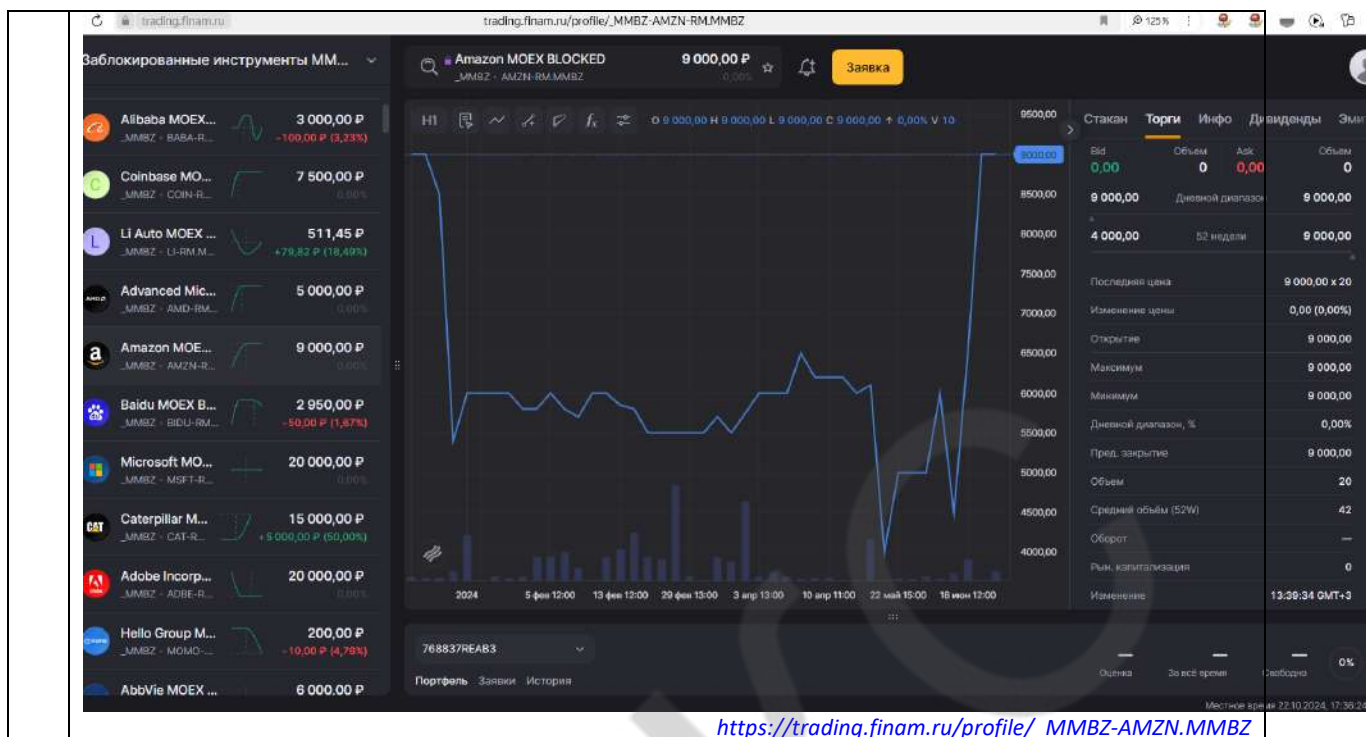 trading.finam.ru
trading.finam.ru/profile/_MMBZ-AMZN-RM.MMBZ
125%
Заблокированные инструменты ММ...
Alibaba MOEX...
3 000,00 ₽
_MMBZ - BABA-R...
-100,00 ₽ (3,23%)
Coinbase MO...
7 500,00 ₽
_MMBZ - COIN-R...
0,00%
Li Auto MOEX ...
511,45 ₽
_MMBZ - LI-RM.M...
+79,82 ₽ (18,49%)
Advanced Mic...
5 000,00 ₽
_MMBZ - AMD-RM...
0,00%
Amazon MOE...
9 000,00 ₽
_MMBZ - AMZN-R...
0,00%
Baidu MOEX B...
2 950,00 ₽
_MMBZ - BIDU-RM...
-50,00 ₽ (1,67%)
Microsoft MO...
20 000,00 ₽
_MMBZ - MSFT-R...
0,00%
Caterpillar M...
15 000,00 ₽
_MMBZ - CAT-R...
+5 000,00 ₽ (50,00%)
Adobe Incorp...
20 000,00 ₽
_MMBZ - ADBE-R...
0,00%
Hello Group M...
200,00 ₽
_MMBZ - MOMO-...
-10,00 ₽ (4,79%)
AbbVie MOEX ...
6 000,00 ₽
Amazon MOEX BLOCKED
9 000,00 ₽
_MMBZ - AMZN-RM.MMBZ
0,00%
Заявка
H1
O 9 000,00 H 9 000,00 L 9 000,00 C 9 000,00 ↑ 0,00% V 10
9500,00
9000,00
8500,00
8000,00
7500,00
7000,00
6500,00
6000,00
5500,00
5000,00
4500,00
4000,00
2024 5 фев 12:00 13 фев 12:00 29 фев 13:00 3 апр 13:00 10 апр 11:00 22 май 15:00 18 июн 12:00
768837REAB3
Портфель Заявки История
Стакан Торги Инфо Дивиденды Эми
Bid Объем Ask Объем
0,00 0 0,00 0
9 000,00 Дневной диапазон 9 000,00
4 000,00 52 недели 9 000,00
Последняя цена 9 000,00 x 20
Изменение цены 0,00 (0,00%)
Открытие 9 000,00
Максимум 9 000,00
Минимум 9 000,00
Дневной диапазон, % 0,00%
Пред. закрытие 9 000,00
Объем 20
Средний объём (52W) 42
Оборот —
Рын. капитализация 0
Изменение 13:39:34 GMT+3
— — — 0%
Оценка За всё время Свободно
Местное время 22.10.2024, 17:36:24
https://trading.finam.ru/profile/_MMBZ-AMZN.MMBZ